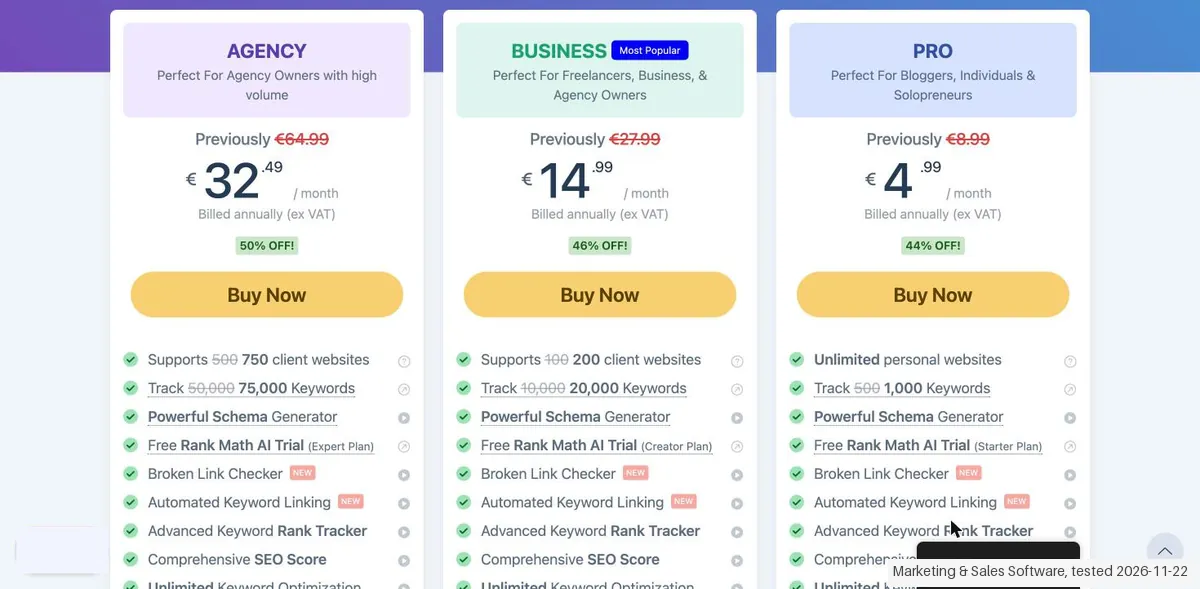 AGENCY
Perfect For Agency Owners with high
volume
Previously €64.99
€ 32 .49 / month
Billed annually (ex VAT)
50% OFF!
Buy Now
Supports 500 750 client websites
Track 50,000 75,000 Keywords
Powerful Schema Generator
Free Rank Math AI Trial (Expert Plan)
Broken Link Checker NEW
Automated Keyword Linking NEW
Advanced Keyword Rank Tracker
Comprehensive SEO Score
Unlimited Keyword Optimization
BUSINESS Most Popular
Perfect For Freelancers, Business, &
Agency Owners
Previously €27.99
€ 14 .99 / month
Billed annually (ex VAT)
46% OFF!
Buy Now
Supports 100 200 client websites
Track 10,000 20,000 Keywords
Powerful Schema Generator
Free Rank Math AI Trial (Creator Plan)
Broken Link Checker NEW
Automated Keyword Linking NEW
Advanced Keyword Rank Tracker
Comprehensive SEO Score
Unlimited Keyword Optimization
PRO
Perfect For Bloggers, Individuals &
Solopreneurs
Previously €8.99
€ 4 .99 / month
Billed annually (ex VAT)
44% OFF!
Buy Now
Unlimited personal websites
Track 500 1,000 Keywords
Powerful Schema Generator
Free Rank Math AI Trial (Starter Plan)
Broken Link Checker NEW
Automated Keyword Linking NEW
Advanced Keyword Rank Tracker
Marketing & Sales Software, tested 2026-11-22